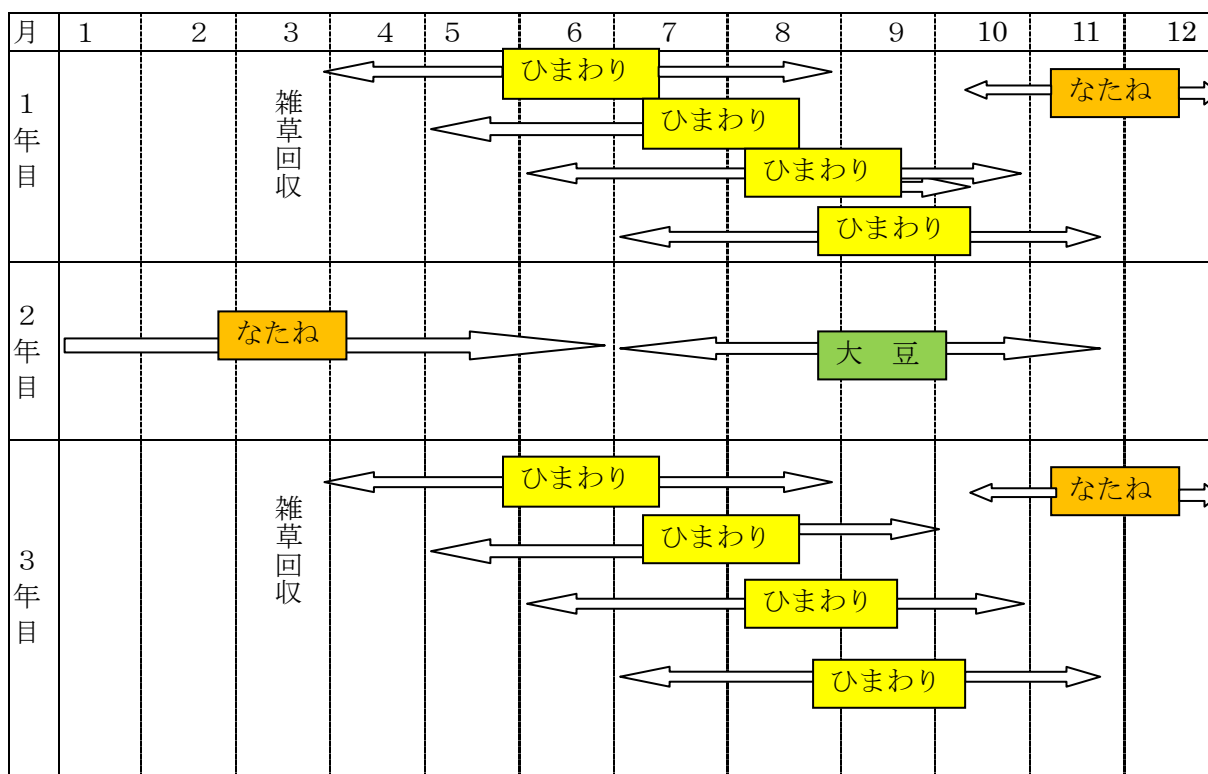 月 1 2 3 4 5 6 7 8 9 10 11 12
1年目
雑草回収
ひまわり
なたね
ひまわり
ひまわり
ひまわり
2年目
なたね
大 豆
3年目
雑草回収
ひまわり
なたね
ひまわり
ひまわり
ひまわり